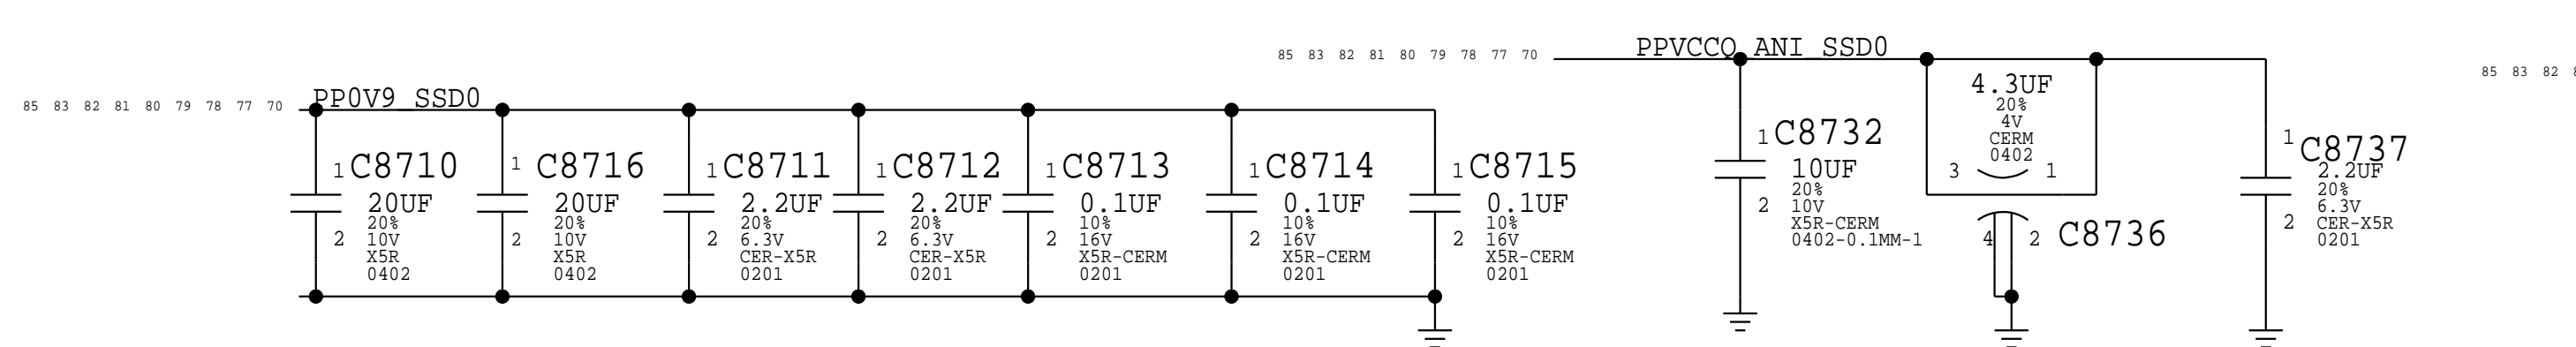 85 83 82 81 80 79 78 77 70
PP0V9_SSD0
1 C8710
20UF
20%
10V
X5R
0402
2
1 C8716
20UF
20%
10V
X5R
0402
2
1 C8711
2.2UF
20%
6.3V
CER-X5R
0201
2
1 C8712
2.2UF
20%
6.3V
CER-X5R
0201
2
1 C8713
0.1UF
10%
16V
X5R-CERM
0201
2
1 C8714
0.1UF
10%
16V
X5R-CERM
0201
2
1 C8715
0.1UF
10%
16V
X5R-CERM
0201
2
85 83 82 81 80 79 78 77 70
PPVCCQ_ANI_SSD0
1 C8732
10UF
20%
10V
X5R-CERM
0402-0.1MM-1
2
4.3UF
20%
4V
CERM
0402
3 1
4 2 C8736
1 C8737
2.2UF
20%
6.3V
CER-X5R
0201
2
85 83 82